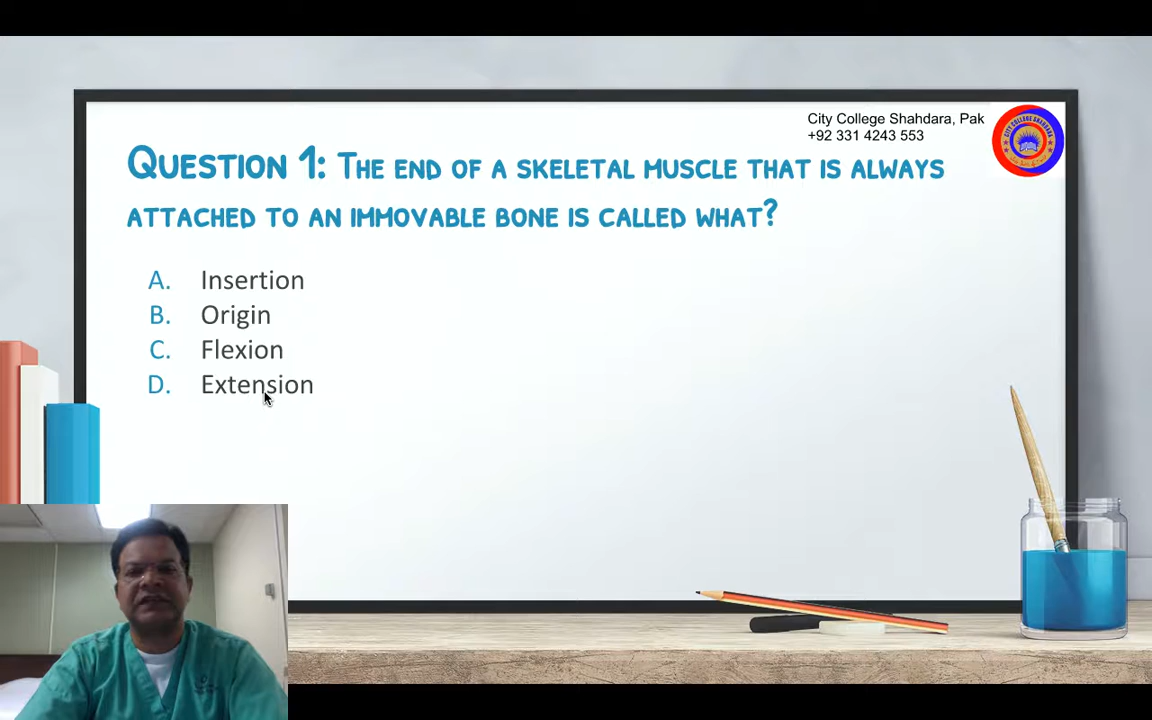 City College Shahdara, Pak
+92 331 4243 553
Question 1: The end of a skeletal muscle that is always
attached to an immovable bone is called what?
A. Insertion
B. Origin
C. Flexion
D. Extension